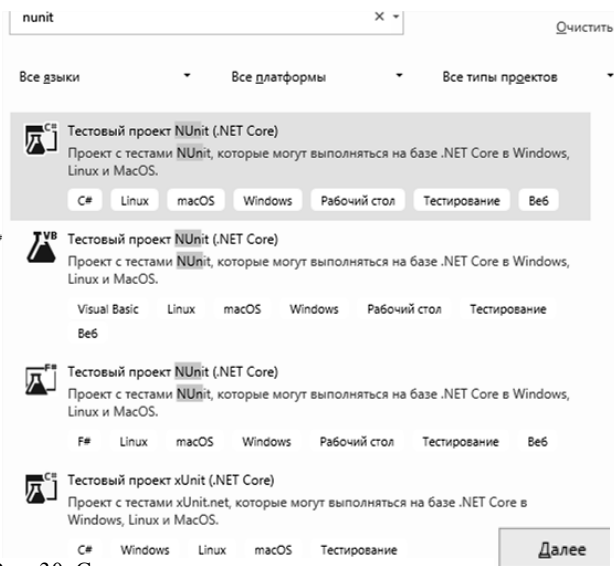 nunit
Очистить
Все языки Все платформы Все типы проектов
C#
Тестовый проект NUnit (.NET Core)
Проект с тестами NUnit, которые могут выполняться на базе .NET Core в Windows,
Linux и MacOS.
C# Linux macOS Windows Рабочий стол Тестирование Веб
VB
Тестовый проект NUnit (.NET Core)
Проект с тестами NUnit, которые могут выполняться на базе .NET Core в Windows,
Linux и MacOS.
Visual Basic Linux macOS Windows Рабочий стол Тестирование
Веб
F#
Тестовый проект NUnit (.NET Core)
Проект с тестами NUnit, которые могут выполняться на базе .NET Core в Windows,
Linux и MacOS.
F# Linux macOS Windows Рабочий стол Тестирование Веб
C#
Тестовый проект xUnit (.NET Core)
Проект с тестами xUnit.net, которые могут выполняться на базе .NET Core в
Windows, Linux и MacOS.
C# Windows Linux macOS Тестирование
Далее